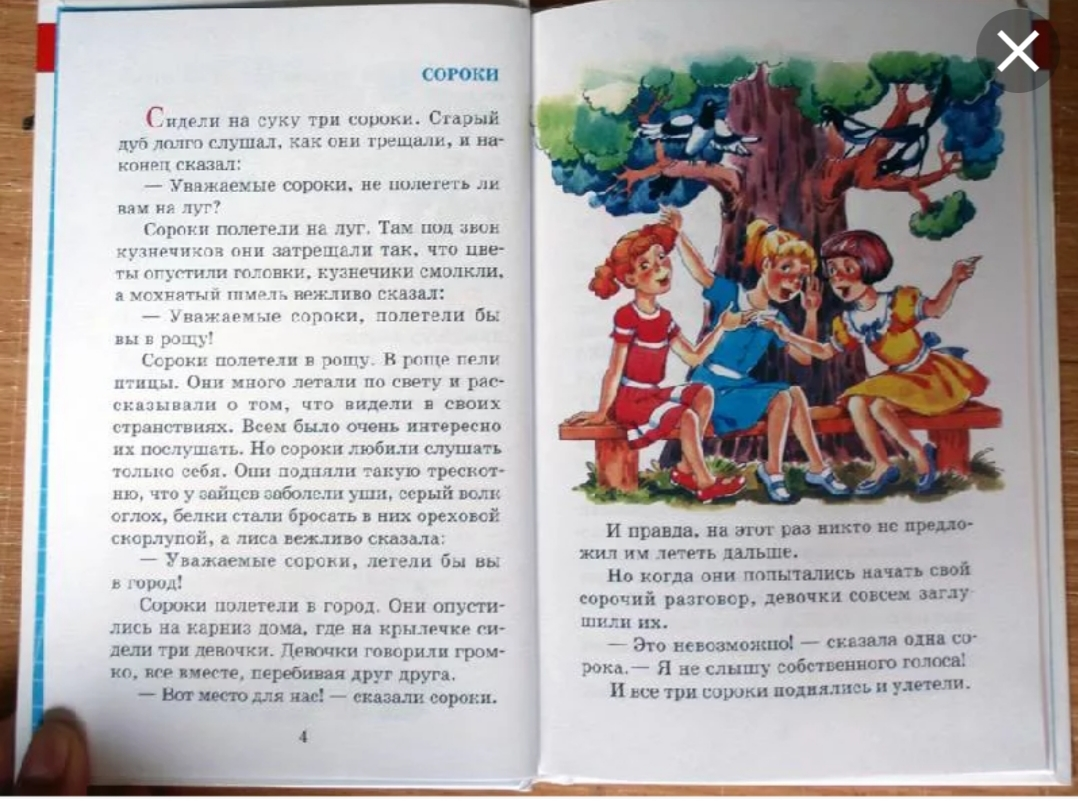 СОРОКИ
Сидели на суку три сороки. Старый
дуб долго слушал, как они трещали, и на-
конец сказал:
— Уважаемые сороки, не полететь ли
вам на луг?
Сороки полетели на луг. Там под звон
кузнечиков они затрещали так, что цве-
ты опустили головки, кузнечики смолкли,
а мохнатый шмель вежливо сказал:
— Уважаемые сороки, полетели бы
вы в рощу!
Сороки полетели в рощу. В роще пели
птицы. Они много летали по свету и рас-
сказывали о том, что видели в своих
странствиях. Всем было очень интересно
их послушать. Но сороки любили слушать
только себя. Они подняли такую трескот-
ню, что у зайцев заболели уши, серый волк
оглох, белки стали бросать в них ореховой
скорлупой, а лиса вежливо сказала:
— Уважаемые сороки, летели бы вы
в город!
Сороки полетели в город. Они опусти-
лись на карниз дома, где на крылечке си-
дели три девочки. Девочки говорили гром-
ко, все вместе, перебивая друг друга.
— Вот место для нас! — сказали сороки.
4
И правда, на этот раз никто не предло-
жил им лететь дальше.
Но когда они попытались начать свой
сорочий разговор, девочки совсем заглу-
шили их.
— Это невозможно! — сказала одна со-
рока. — Я не слышу собственного голоса!
И все три сороки поднялись и улетели.